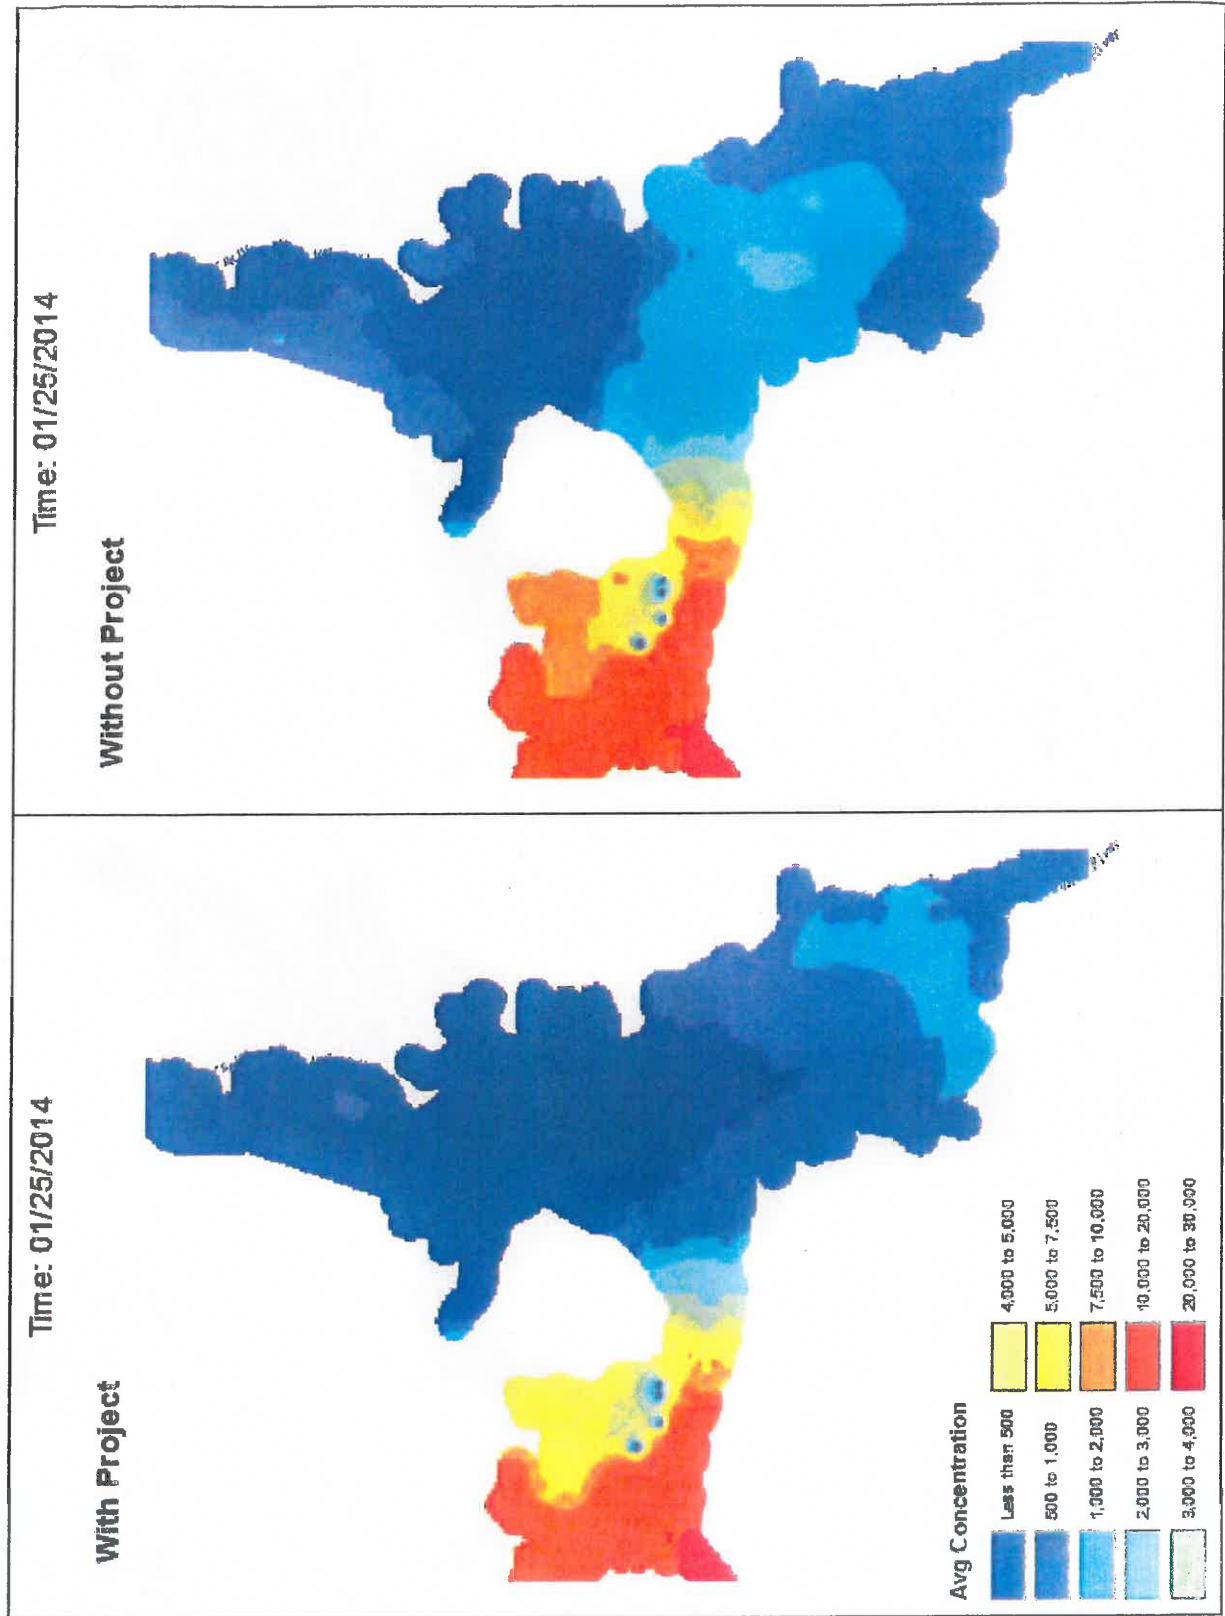 Time: 01/25/2014
With Project
Time: 01/25/2014
Without Project
River
River
Avg Concentration
Less than 500
500 to 1,000
1,000 to 2,000
2,000 to 3,000
3,000 to 4,000
4,000 to 5,000
5,000 to 7,500
7,500 to 10,000
10,000 to 20,000
20,000 to 30,000